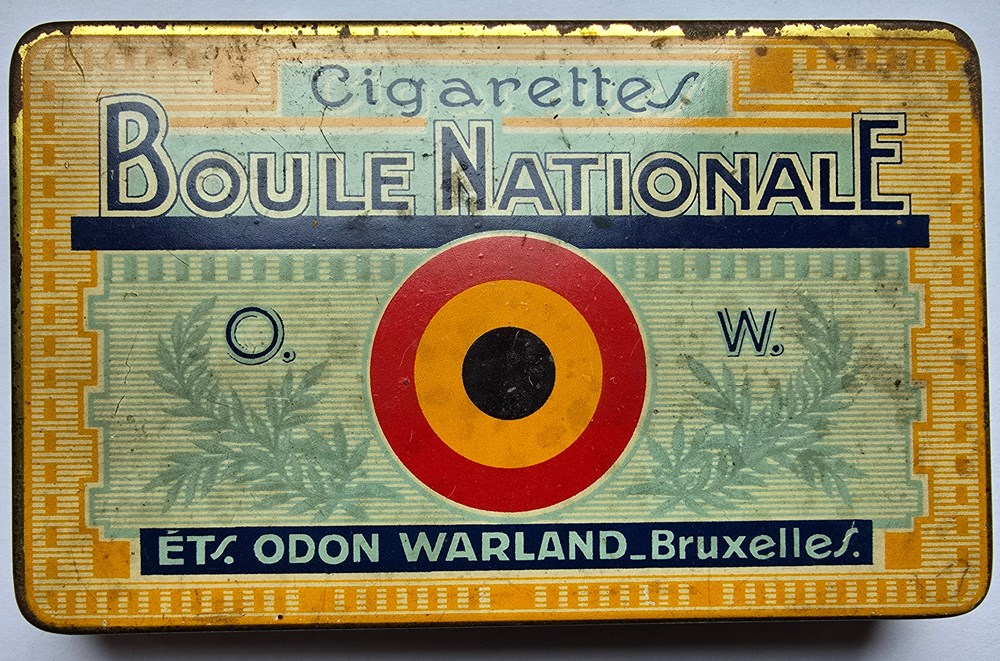 Cigarettes
BOULE NATIONALE
O. W.
ÉTS. ODON WARLAND_Bruxelles.